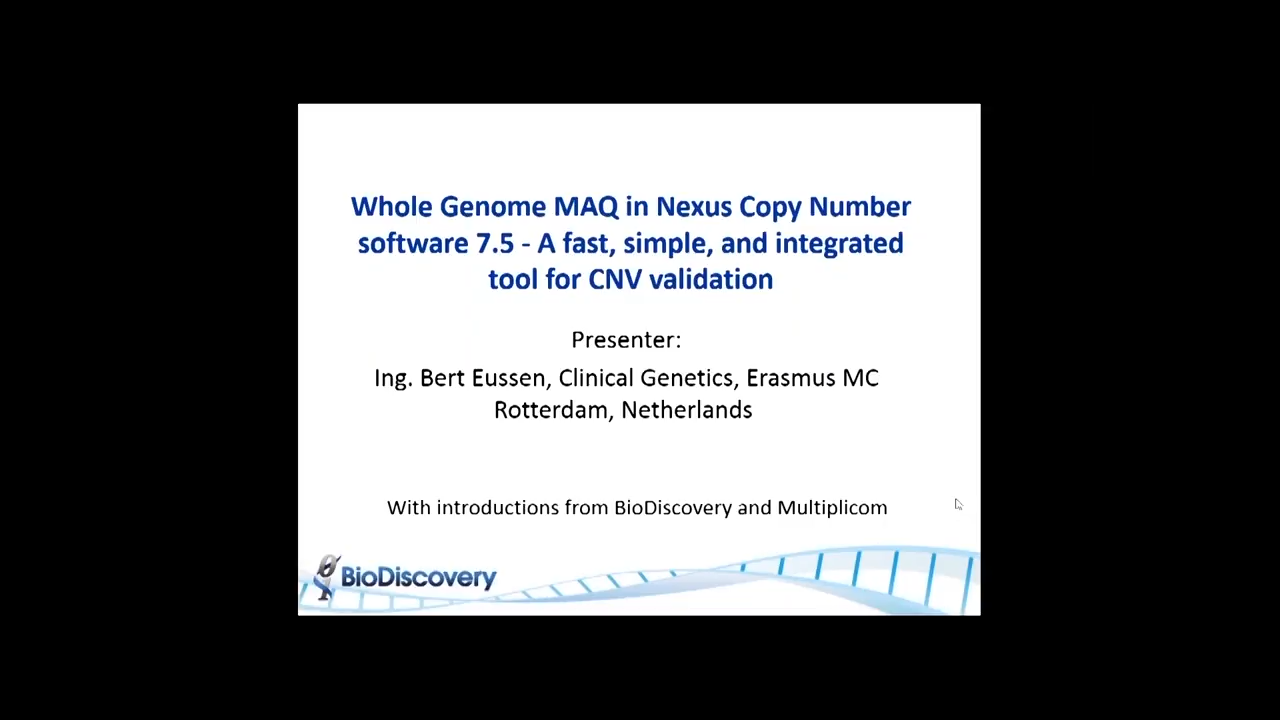 Whole Genome MAQ in Nexus Copy Number
software 7.5 - A fast, simple, and integrated
tool for CNV validation
Presenter:
Ing. Bert Eussen, Clinical Genetics, Erasmus MC
Rotterdam, Netherlands
With introductions from BioDiscovery and Multiplicom
BioDiscovery